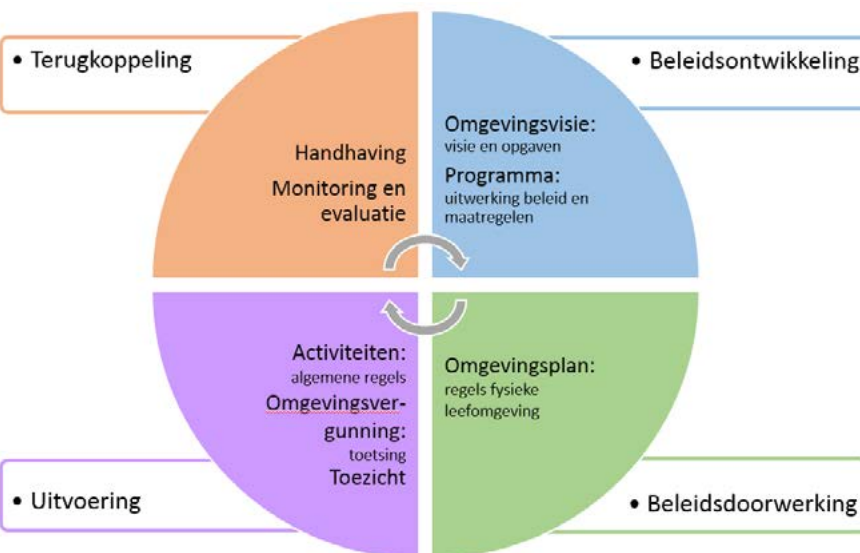 • Terugkoppeling
Handhaving
Monitoring en
evaluatie
• Beleidsontwikkeling
Omgevingsvisie:
visie en opgaven
Programma:
uitwerking beleid en
maatregelen
Activiteiten:
algemene regels
Omgevingsver-
gunning:
toetsing
Toezicht
• Uitvoering
Omgevingsplan:
regels fysieke
leefomgeving
• Beleidsdoorwerking